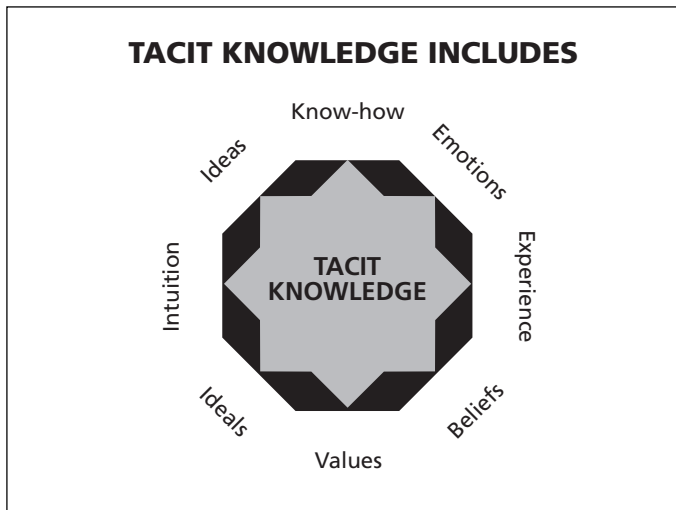 TACIT KNOWLEDGE INCLUDES
Know-how
Emotions
Experience
Beliefs
Values
Ideals
Intuition
Ideas
TACIT
KNOWLEDGE